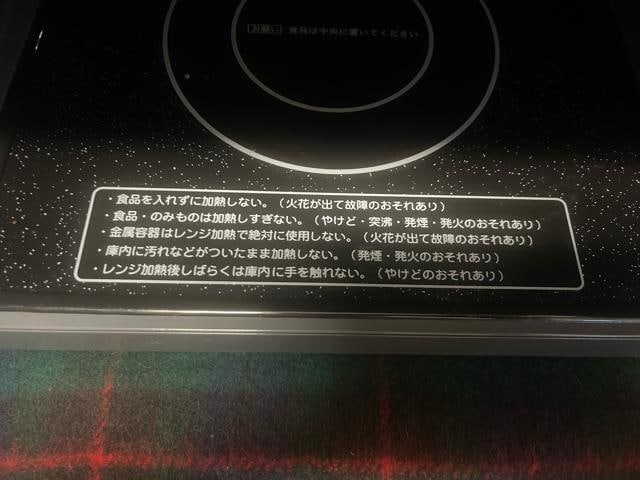 お願い 食品は中央に置いてください
・食品を入れずに加熱しない。（火花が出て故障のおそれあり）
・食品・のみものは加熱しすぎない。（やけど・突沸・発煙・発火のおそれあり）
・金属容器はレンジ加熱で絶対に使用しない。（火花が出て故障のおそれあり）
・庫内に汚れなどがついたまま加熱しない。（発煙・発火のおそれあり）
・レンジ加熱後しばらくは庫内に手を触れない。（やけどのおそれあり）